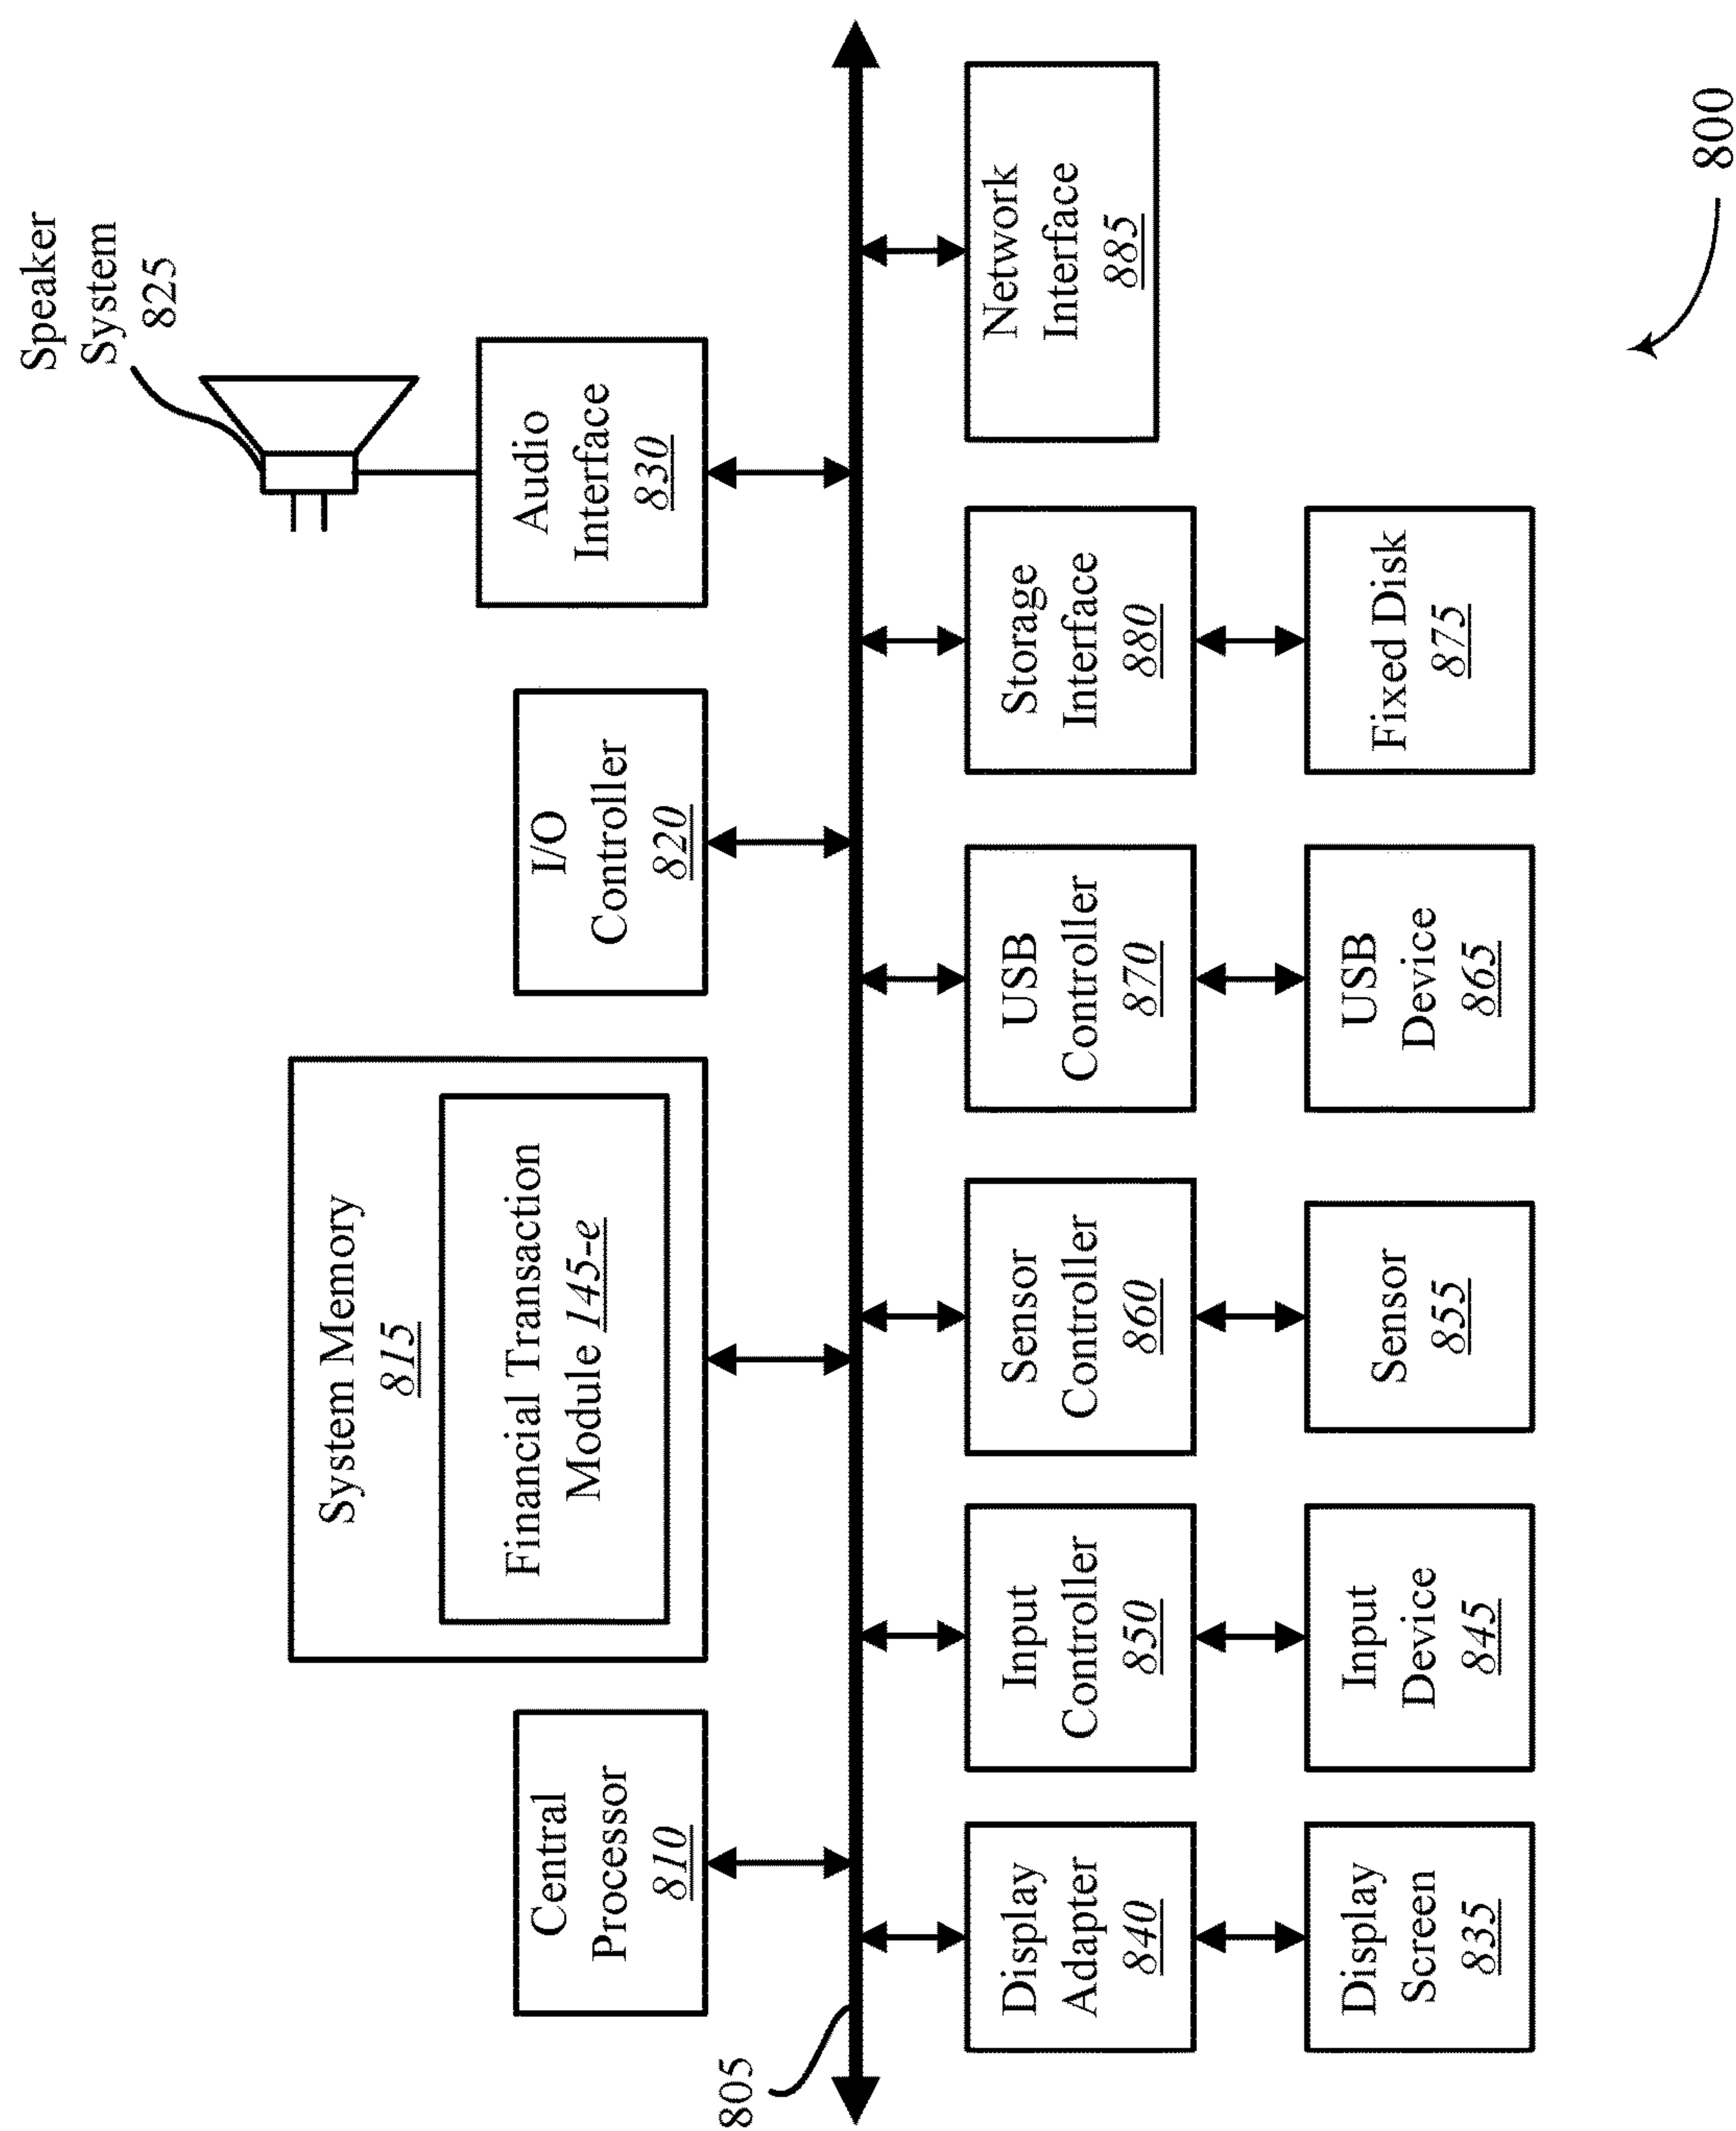 Speaker
System
825
Central
Processor
810
System Memory
815
Financial Transaction
Module 145-e
I/O
Controller
820
Audio
Interface
830
805
Display
Adapter
840
Input
Controller
850
Sensor
Controller
860
USB
Controller
870
Storage
Interface
880
Network
Interface
885
Display
Screen
835
Input
Device
845
Sensor
855
USB
Device
865
Fixed Disk
875
800